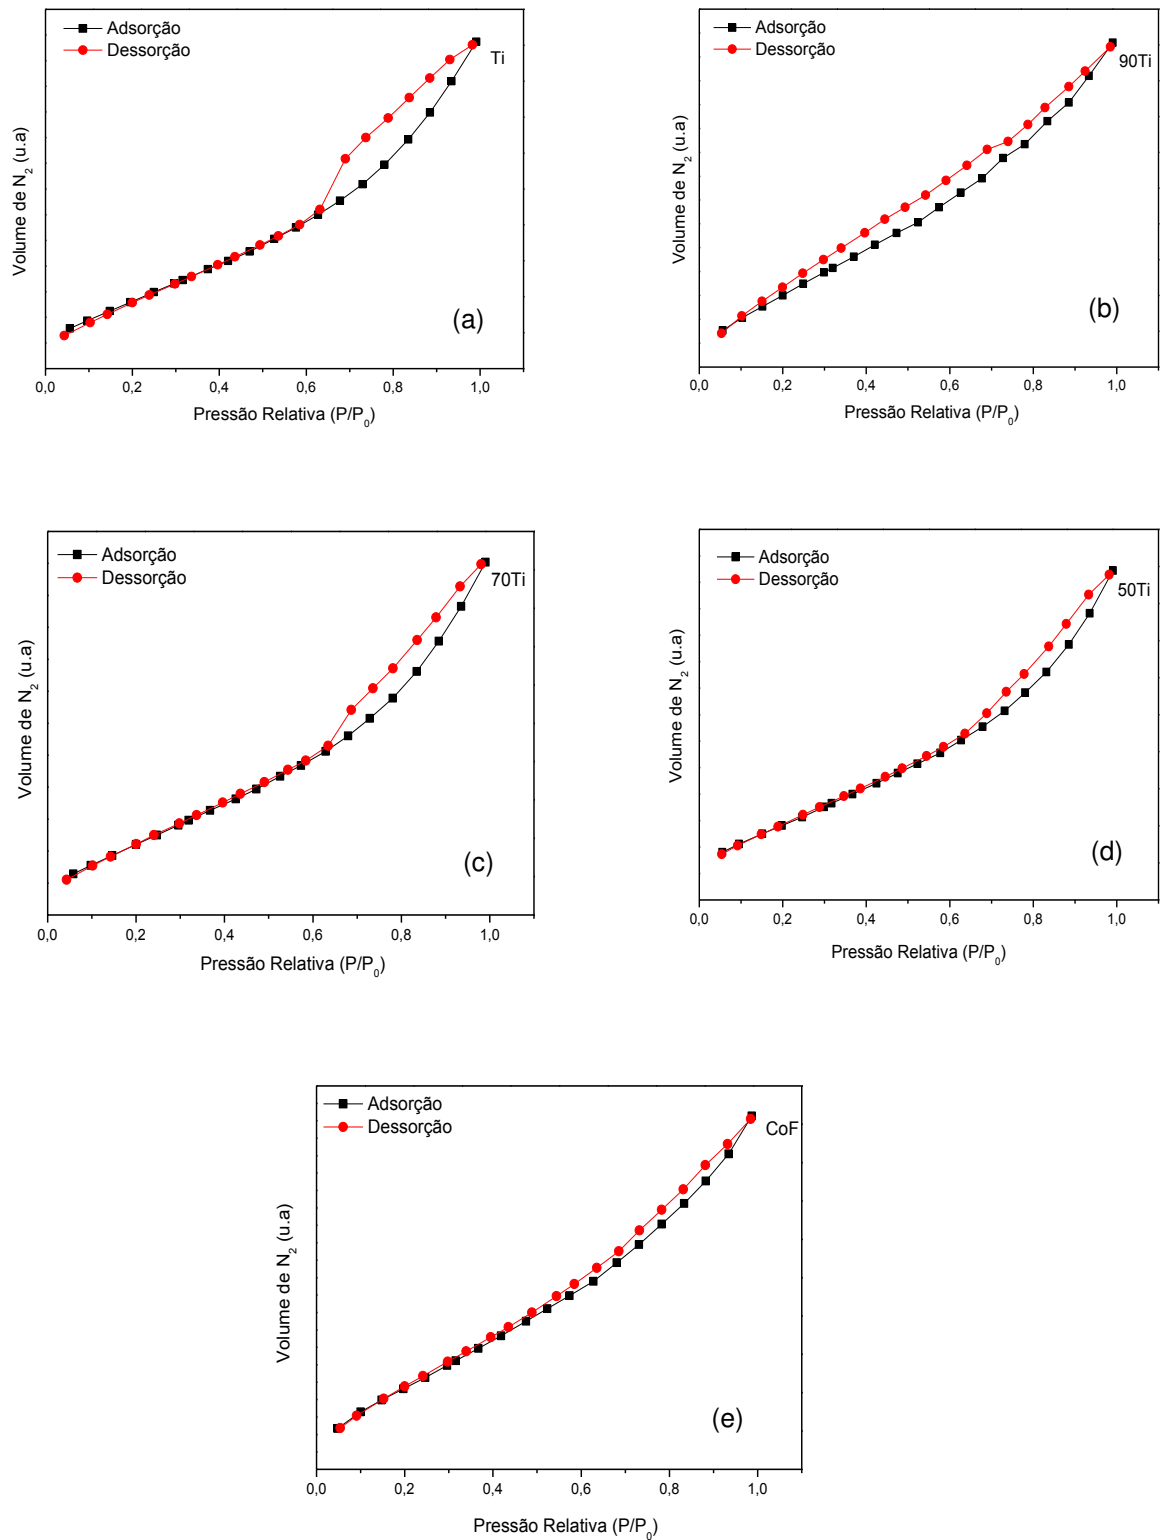 Adsorção
Dessorção
Ti
Volume de N₂ (u.a)
(a)
0,0 0,2 0,4 0,6 0,8 1,0
Pressão Relativa (P/P₀)
Adsorção
Dessorção
90Ti
Volume de N₂ (u.a)
(b)
0,0 0,2 0,4 0,6 0,8 1,0
Pressão Relativa (P/P₀)
Adsorção
Dessorção
70Ti
Volume de N₂ (u.a)
(c)
0,0 0,2 0,4 0,6 0,8 1,0
Pressão Relativa (P/P₀)
Adsorção
Dessorção
50Ti
Volume de N₂ (u.a)
(d)
0,0 0,2 0,4 0,6 0,8 1,0
Pressão Relativa (P/P₀)
Adsorção
Dessorção
CoF
Volume de N₂ (u.a)
(e)
0,0 0,2 0,4 0,6 0,8 1,0
Pressão Relativa (P/P₀)